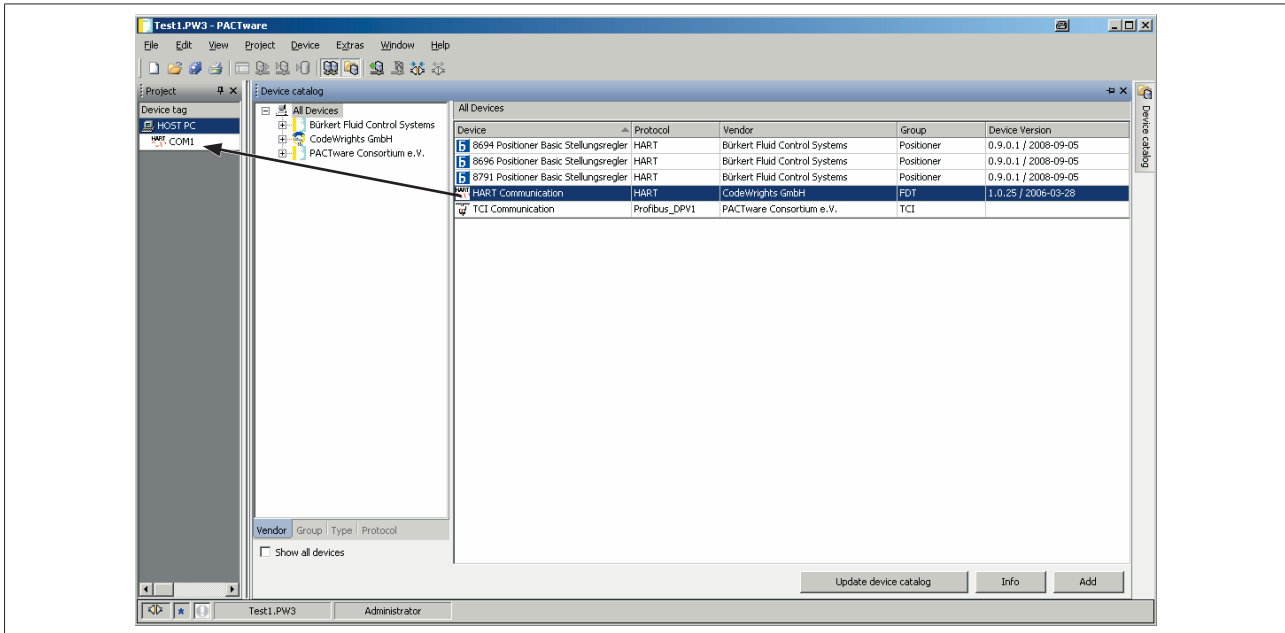 Test1.PW3 - PACTware
File Edit View Project Device Extras Window Help
Project
Device catalog
Device tag
HOST PC
HART COM1
All Devices
Bürkert Fluid Control Systems
CodeWrights GmbH
PACTware Consortium e.V.
All Devices
Device Protocol Vendor Group Device Version
8694 Positioner Basic Stellungsregler HART Bürkert Fluid Control Systems Positioner 0.9.0.1 / 2008-09-05
8696 Positioner Basic Stellungsregler HART Bürkert Fluid Control Systems Positioner 0.9.0.1 / 2008-09-05
8791 Positioner Basic Stellungsregler HART Bürkert Fluid Control Systems Positioner 0.9.0.1 / 2008-09-05
HART HART Communication HART CodeWrights GmbH FDT 1.0.25 / 2006-03-28
TCI Communication Profibus_DPV1 PACTware Consortium e.V. TCI
Device catalog
Vendor Group Type Protocol
Show all devices
Update device catalog Info Add
Test1.PW3 Administrator